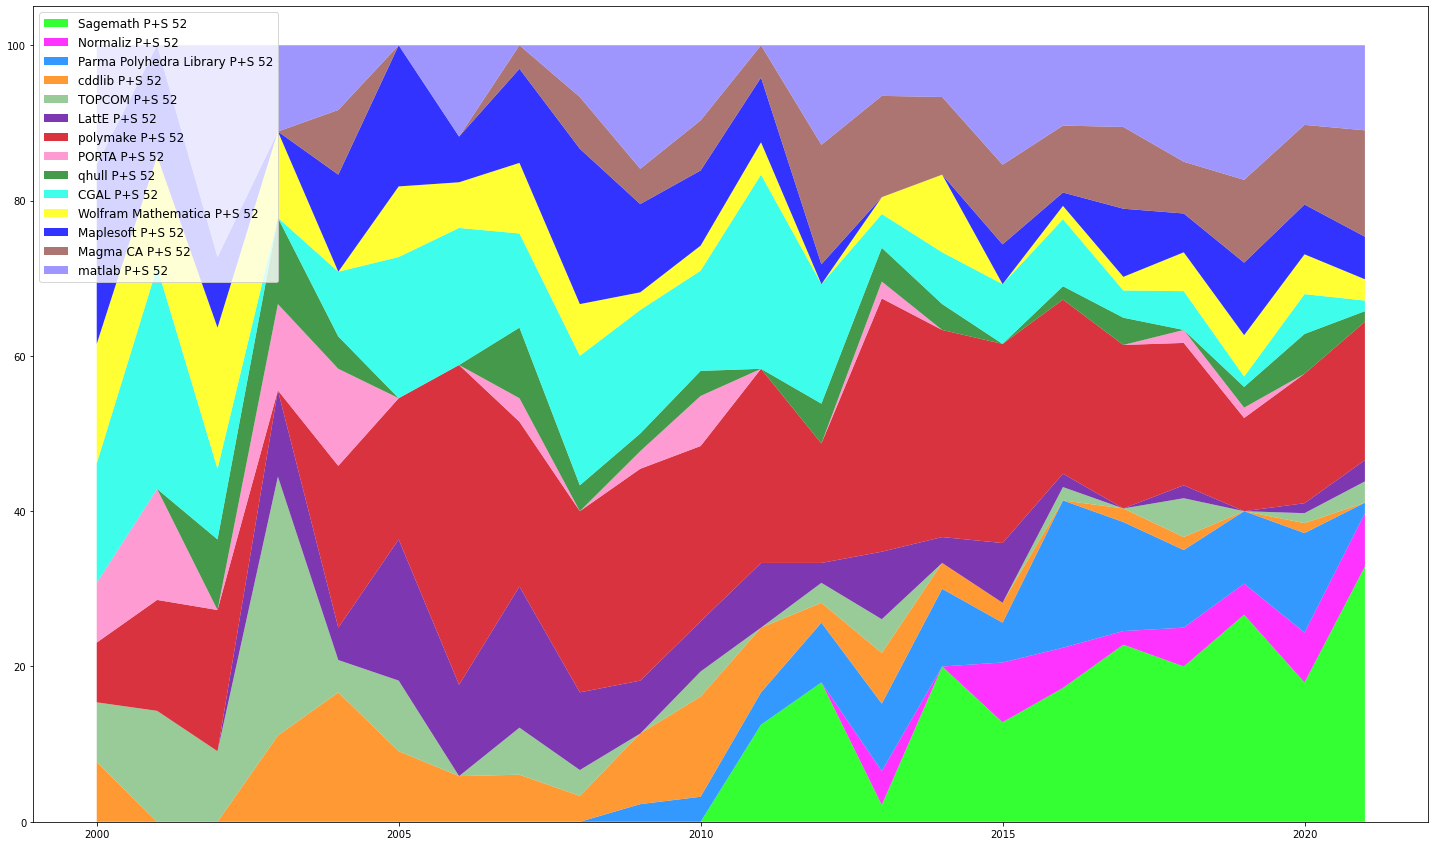 Sagemath P+S 52
Normaliz P+S 52
Parma Polyhedra Library P+S 52
cddlib P+S 52
TOPCOM P+S 52
LattE P+S 52
polymake P+S 52
PORTA P+S 52
qhull P+S 52
CGAL P+S 52
Wolfram Mathematica P+S 52
Maplesoft P+S 52
Magma CA P+S 52
matlab P+S 52
100
80
60
40
20
0
2000 2005 2010 2015 2020